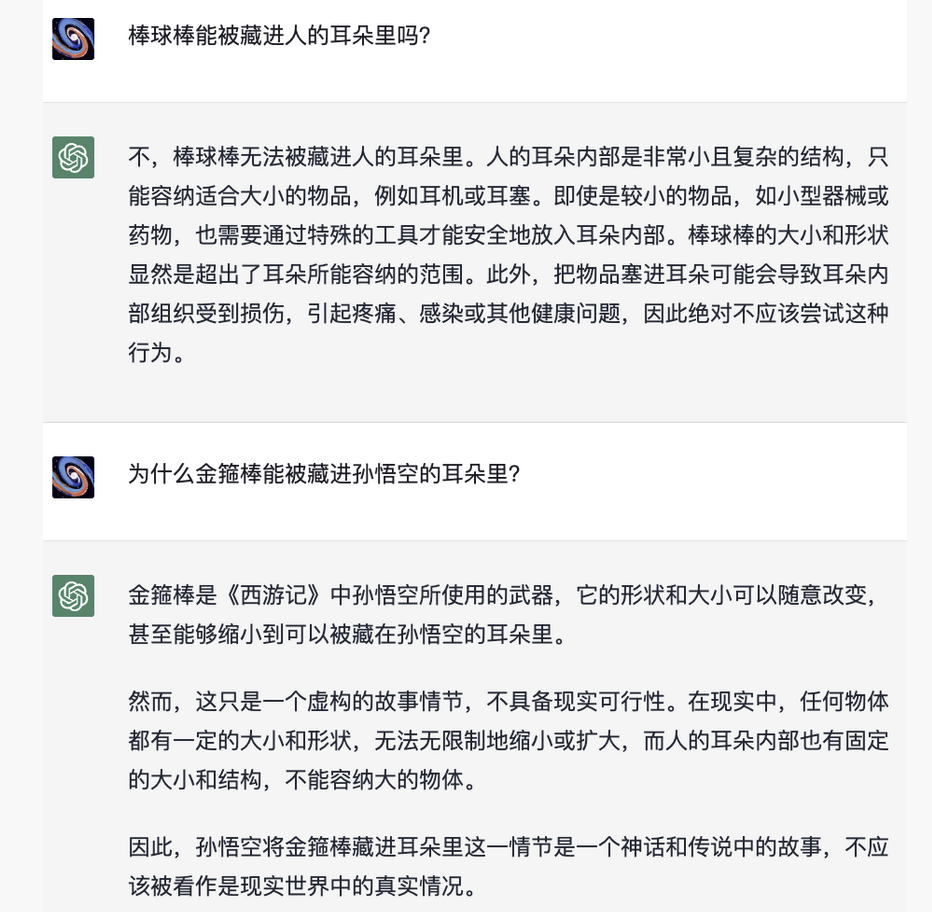 棒球棒能被藏进人的耳朵里吗?
不，棒球棒无法被藏进人的耳朵里。人的耳朵内部是非常小且复杂的结构，只
能容纳适合大小的物品，例如耳机或耳塞。即使是较小的物品，如小型器械或
药物，也需要通过特殊的工具才能安全地放入耳朵内部。棒球棒的大小和形状
显然是超出了耳朵所能容纳的范围。此外，把物品塞进耳朵可能会导致耳朵内
部组织受到损伤，引起疼痛、感染或其他健康问题，因此绝对不应该尝试这种
行为。
为什么金箍棒能被藏进孙悟空的耳朵里?
金箍棒是《西游记》中孙悟空所使用的武器，它的形状和大小可以随意改变，
甚至能够缩小到可以被藏在孙悟空的耳朵里。
然而，这只是一个虚构的故事情节，不具备现实可行性。在现实中，任何物体
都有一定的大小和形状，无法无限制地缩小或扩大，而人的耳朵内部也有固定
的大小和结构，不能容纳大的物体。
因此，孙悟空将金箍棒藏进耳朵里这一情节是一个神话和传说中的故事，不应
该被看作是现实世界中的真实情况。